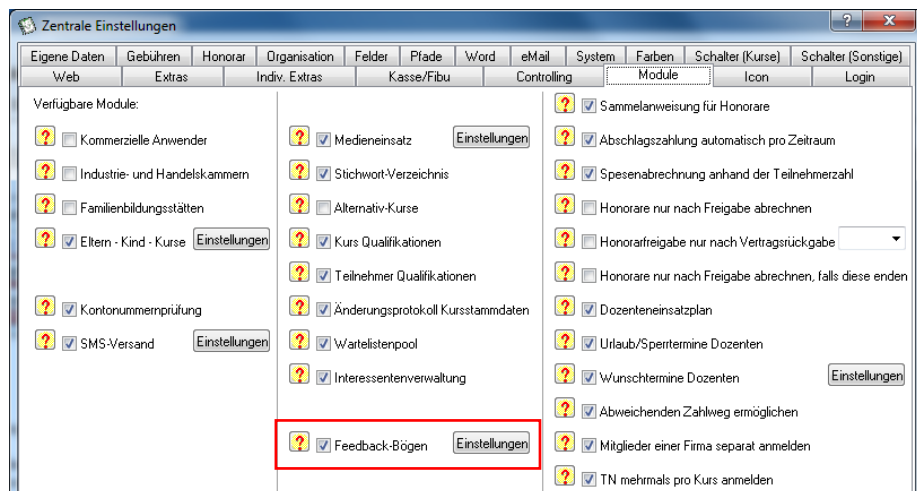 Zentrale Einstellungen
Eigene Daten Gebühren Honorar Organisation Felder Pfade Word eMail System Farben Schalter (Kurse) Schalter (Sonstige)
Web Extras Indiv. Extras Kasse/Fibu Controlling Module Icon Login
Verfügbare Module:
Kommerzielle Anwender
Industrie- und Handelskammern
Familienbildungsstätten
Eltern - Kind - Kurse Einstellungen
Kontonummernprüfung
SMS-Versand Einstellungen
Medieneinsatz Einstellungen
Stichwort-Verzeichnis
Alternativ-Kurse
Kurs Qualifikationen
Teilnehmer Qualifikationen
Änderungsprotokoll Kursstammdaten
Wartelistenpool
Interessentenverwaltung
Feedback-Bögen Einstellungen
Sammelanweisung für Honorare
Abschlagszahlung automatisch pro Zeitraum
Spesenabrechnung anhand der Teilnehmerzahl
Honorare nur nach Freigabe abrechnen
Honorarfreigabe nur nach Vertragsrückgabe
Honorare nur nach Freigabe abrechnen, falls diese enden
Dozenteneinsatzplan
Urlaub/Sperrtermine Dozenten
Wunschtermine Dozenten Einstellungen
Abweichenden Zahlweg ermöglichen
Mitglieder einer Firma separat anmelden
TN mehrmals pro Kurs anmelden